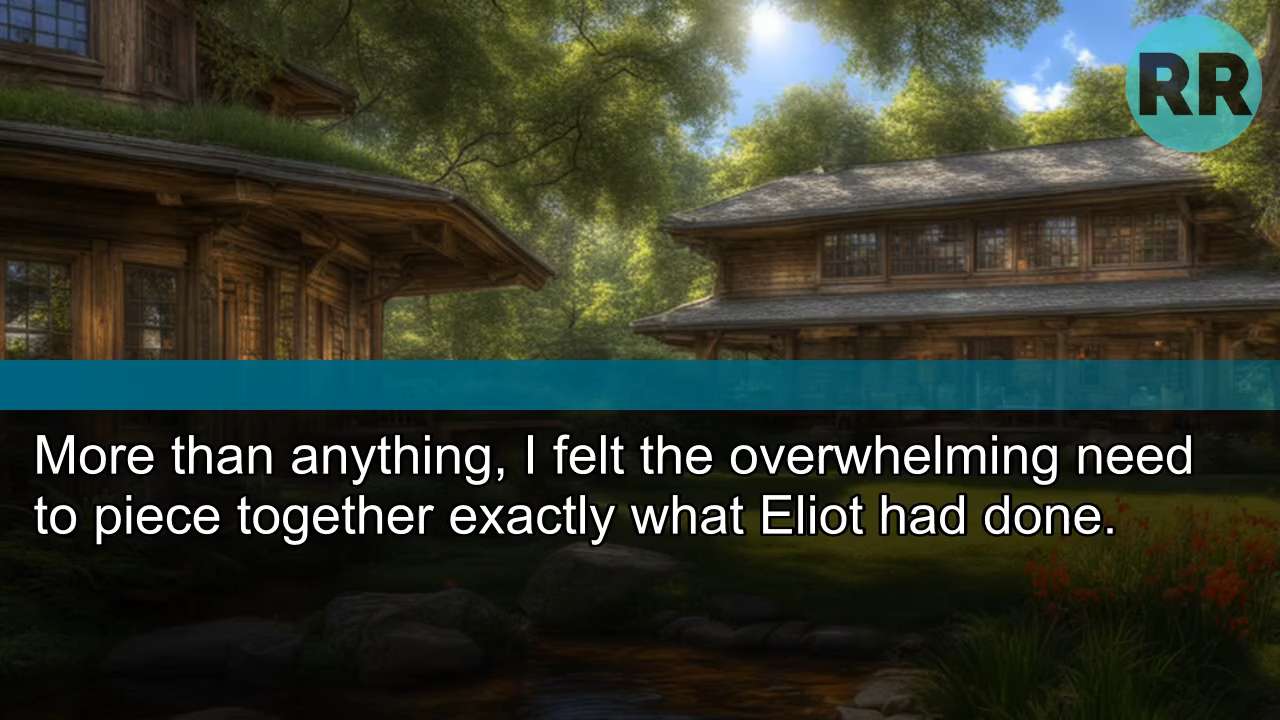 RR
More than anything, I felt the overwhelming need
to piece together exactly what Eliot had done.